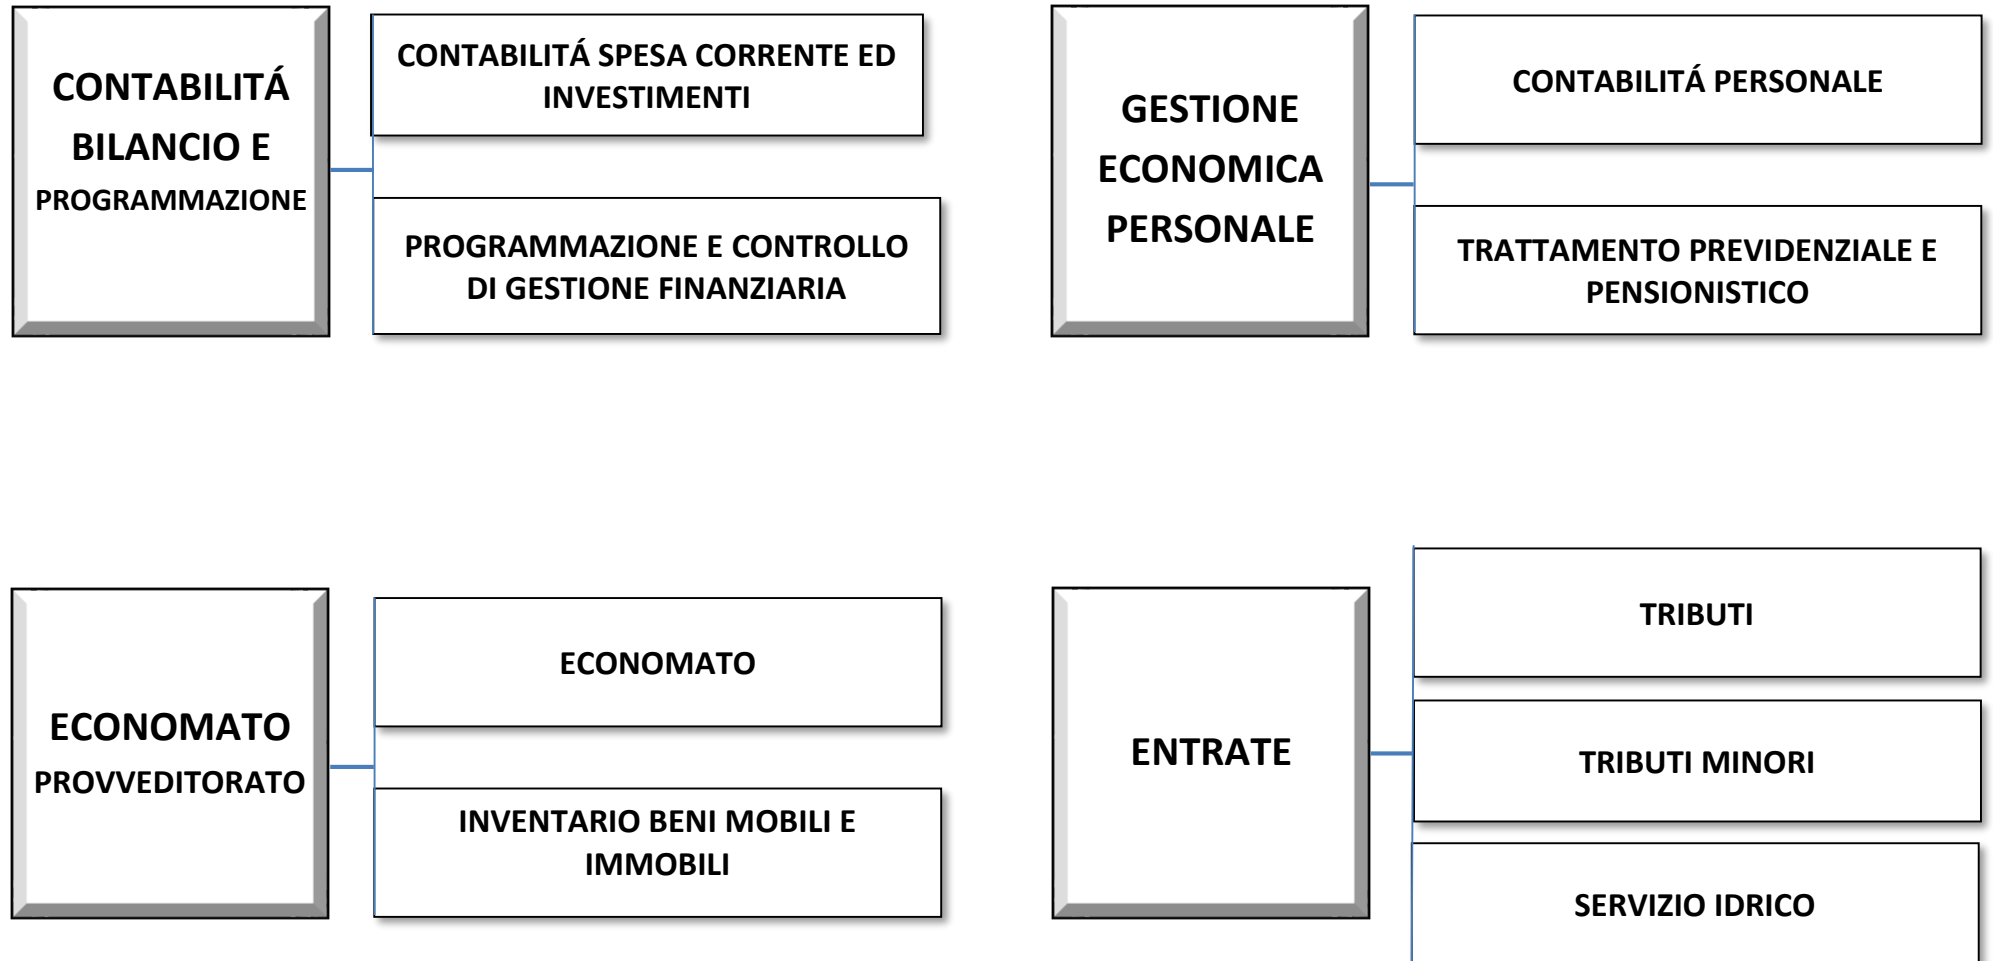 CONTABILITÁ
BILANCIO E
PROGRAMMAZIONE
CONTABILITÁ SPESA CORRENTE ED
INVESTIMENTI
PROGRAMMAZIONE E CONTROLLO
DI GESTIONE FINANZIARIA
GESTIONE
ECONOMICA
PERSONALE
CONTABILITÁ PERSONALE
TRATTAMENTO PREVIDENZIALE E
PENSIONISTICO
ECONOMATO
PROVVEDITORATO
ECONOMATO
INVENTARIO BENI MOBILI E
IMMOBILI
ENTRATE
TRIBUTI
TRIBUTI MINORI
SERVIZIO IDRICO